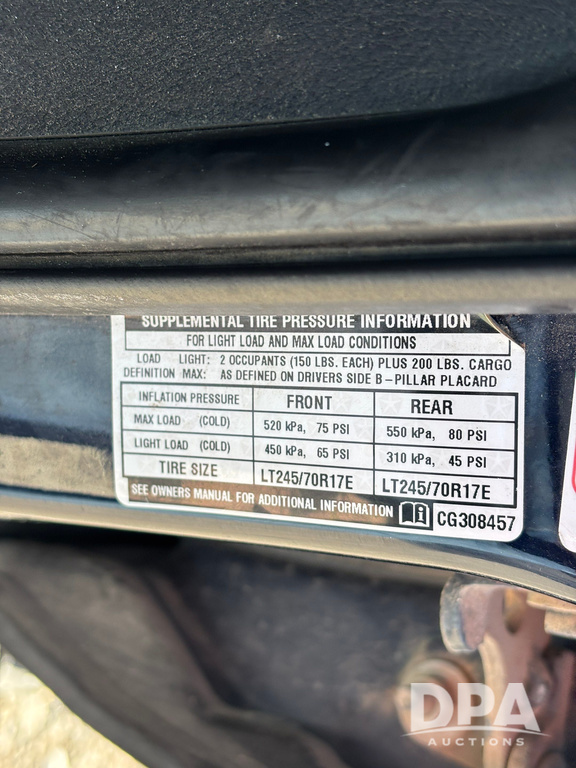 SUPPLEMENTAL TIRE PRESSURE INFORMATION
FOR LIGHT LOAD AND MAX LOAD CONDITIONS
LOAD LIGHT: 2 OCCUPANTS (150 LBS. EACH) PLUS 200 LBS. CARGO
DEFINITION MAX: AS DEFINED ON DRIVERS SIDE B-PILLAR PLACARD
INFLATION PRESSURE FRONT REAR
MAX LOAD (COLD) 520 kPa, 75 PSI 550 kPa, 80 PSI
LIGHT LOAD (COLD) 450 kPa, 65 PSI 310 kPa, 45 PSI
TIRE SIZE LT245/70R17E LT245/70R17E
SEE OWNERS MANUAL FOR ADDITIONAL INFORMATION CG308457
DPA
AUCTIONS